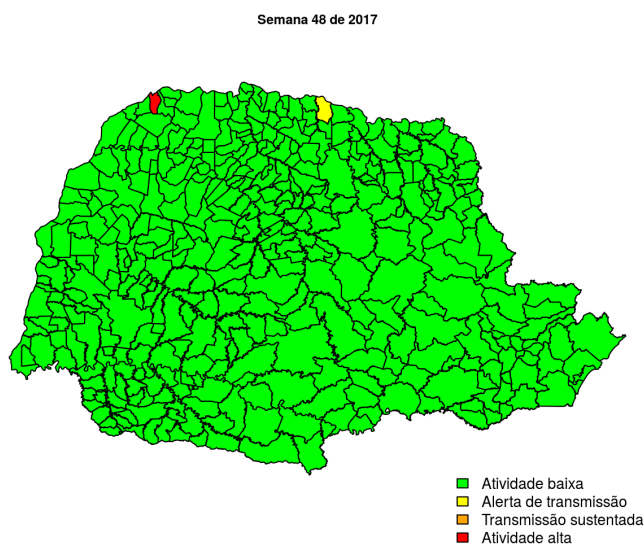 Semana 48 de 2017
Atividade baixa
Alerta de transmissão
Transmissão sustentada
Atividade alta